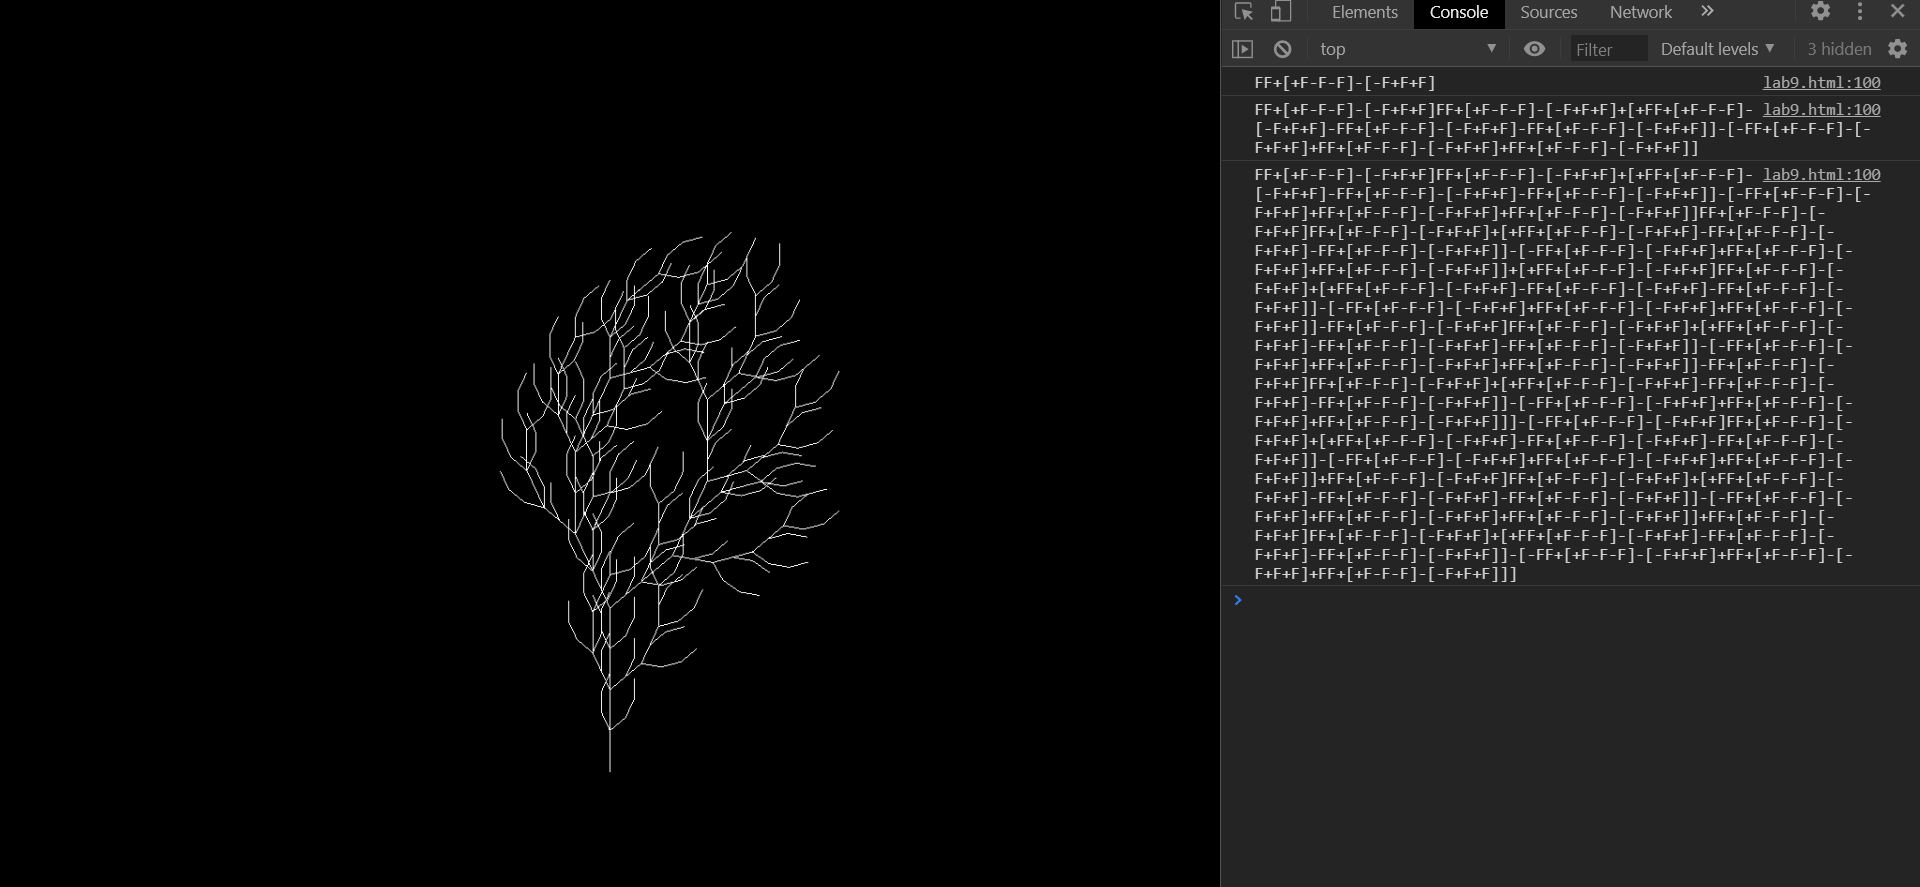 Elements Console Sources Network »
top Filter Default levels 3 hidden
FF+[+F-F-F]-[-F+F+F] lab9.html:100
FF+[+F-F-F]-[-F+F+F]FF+[+F-F-F]-[-F+F+F]+[+FF+[+F-F-F]- lab9.html:100
[-F+F+F]-FF+[+F-F-F]-[-F+F+F]-FF+[+F-F-F]-[-F+F+F]]-[-FF+[+F-F-F]-[-
F+F+F]+FF+[+F-F-F]-[-F+F+F]+FF+[+F-F-F]-[-F+F+F]]
FF+[+F-F-F]-[-F+F+F]FF+[+F-F-F]-[-F+F+F]+[+FF+[+F-F-F]- lab9.html:100
[-F+F+F]-FF+[+F-F-F]-[-F+F+F]-FF+[+F-F-F]-[-F+F+F]]-[-FF+[+F-F-F]-[-
F+F+F]+FF+[+F-F-F]-[-F+F+F]+FF+[+F-F-F]-[-F+F+F]]FF+[+F-F-F]-[-
F+F+F]FF+[+F-F-F]-[-F+F+F]+[+FF+[+F-F-F]-[-F+F+F]-FF+[+F-F-F]-[-
F+F+F]-FF+[+F-F-F]-[-F+F+F]]-[-FF+[+F-F-F]-[-F+F+F]+FF+[+F-F-F]-[-
F+F+F]+FF+[+F-F-F]-[-F+F+F]]+[+FF+[+F-F-F]-[-F+F+F]FF+[+F-F-F]-[-
F+F+F]+[+FF+[+F-F-F]-[-F+F+F]-FF+[+F-F-F]-[-F+F+F]-FF+[+F-F-F]-[-
F+F+F]]-[-FF+[+F-F-F]-[-F+F+F]+FF+[+F-F-F]-[-F+F+F]+FF+[+F-F-F]-[-
F+F+F]]-FF+[+F-F-F]-[-F+F+F]FF+[+F-F-F]-[-F+F+F]+[+FF+[+F-F-F]-[-
F+F+F]-FF+[+F-F-F]-[-F+F+F]-FF+[+F-F-F]-[-F+F+F]]-[-FF+[+F-F-F]-[-
F+F+F]+FF+[+F-F-F]-[-F+F+F]+FF+[+F-F-F]-[-F+F+F]]-FF+[+F-F-F]-[-
F+F+F]FF+[+F-F-F]-[-F+F+F]+[+FF+[+F-F-F]-[-F+F+F]-FF+[+F-F-F]-[-
F+F+F]-FF+[+F-F-F]-[-F+F+F]]-[-FF+[+F-F-F]-[-F+F+F]+FF+[+F-F-F]-[-
F+F+F]+FF+[+F-F-F]-[-F+F+F]]]-[-FF+[+F-F-F]-[-F+F+F]FF+[+F-F-F]-[-
F+F+F]+[+FF+[+F-F-F]-[-F+F+F]-FF+[+F-F-F]-[-F+F+F]-FF+[+F-F-F]-[-
F+F+F]]-[-FF+[+F-F-F]-[-F+F+F]+FF+[+F-F-F]-[-F+F+F]+FF+[+F-F-F]-[-
F+F+F]]+FF+[+F-F-F]-[-F+F+F]FF+[+F-F-F]-[-F+F+F]+[+FF+[+F-F-F]-[-
F+F+F]-FF+[+F-F-F]-[-F+F+F]-FF+[+F-F-F]-[-F+F+F]]-[-FF+[+F-F-F]-[-
F+F+F]+FF+[+F-F-F]-[-F+F+F]+FF+[+F-F-F]-[-F+F+F]]+FF+[+F-F-F]-[-
F+F+F]FF+[+F-F-F]-[-F+F+F]+[+FF+[+F-F-F]-[-F+F+F]-FF+[+F-F-F]-[-
F+F+F]-FF+[+F-F-F]-[-F+F+F]]-[-FF+[+F-F-F]-[-F+F+F]+FF+[+F-F-F]-[-
F+F+F]+FF+[+F-F-F]-[-F+F+F]]]